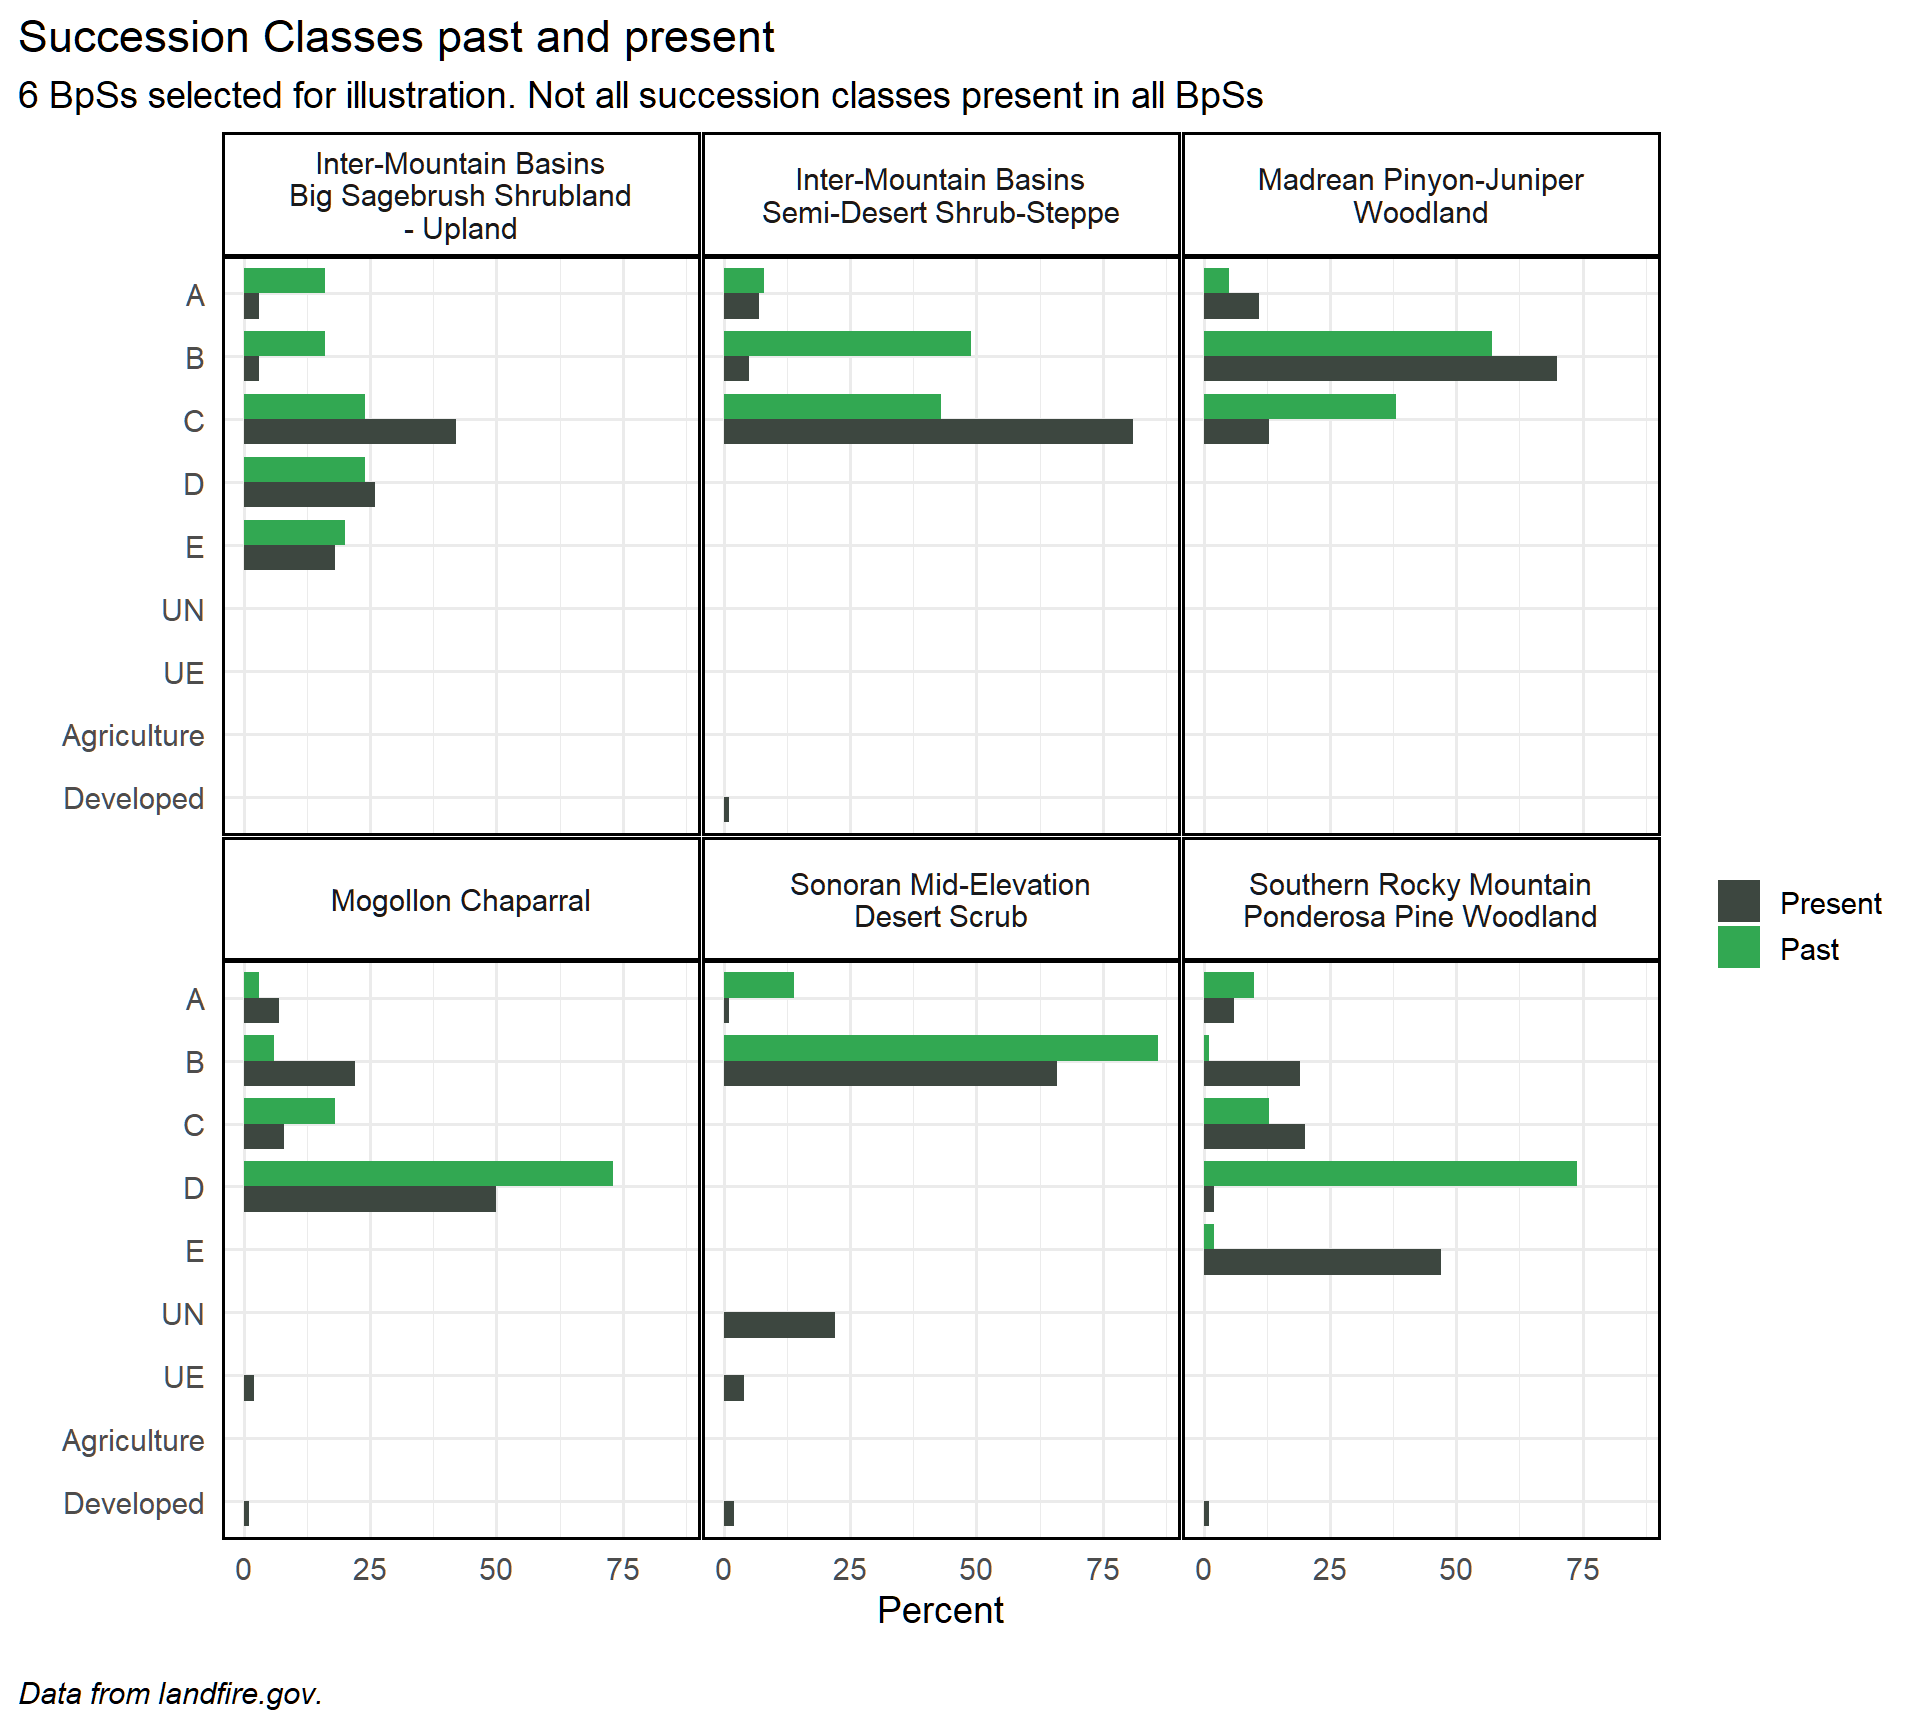 Succession Classes past and present
6 BpSs selected for illustration. Not all succession classes present in all BpSs
Inter-Mountain Basins
Big Sagebrush Shrubland
- Upland
Inter-Mountain Basins
Semi-Desert Shrub-Steppe
Madrean Pinyon-Juniper
Woodland
A
B
C
D
E
UN
UE
Agriculture
Developed
Mogollon Chaparral
Sonoran Mid-Elevation
Desert Scrub
Southern Rocky Mountain
Ponderosa Pine Woodland
A
B
C
D
E
UN
UE
Agriculture
Developed
0 25 50 75
0 25 50 75
0 25 50 75
Percent
Present
Past
Data from landfire.gov.